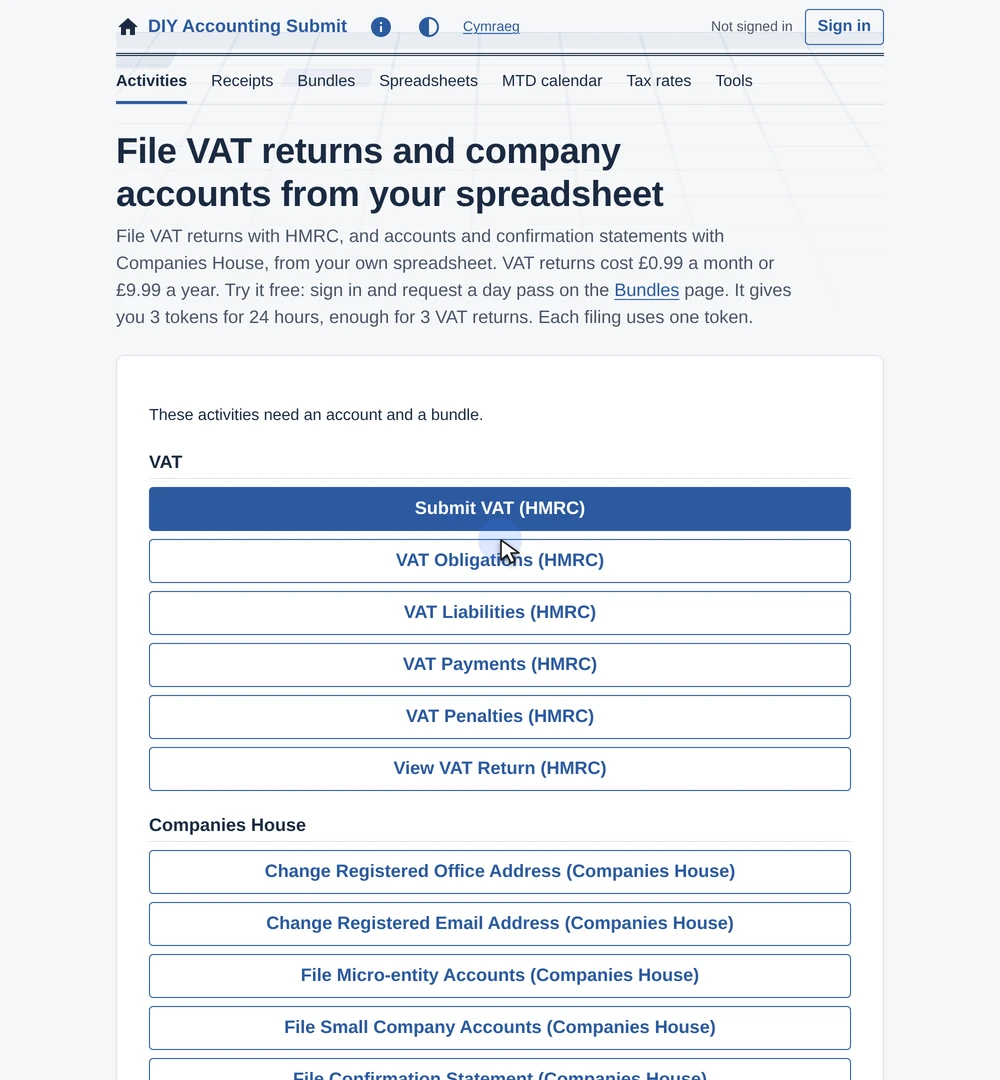 DIY Accounting Submit
Cymraeg
Not signed in
Sign in
Activities
Receipts
Bundles
Spreadsheets
MTD calendar
Tax rates
Tools
File VAT returns and company
accounts from your spreadsheet
File VAT returns with HMRC, and accounts and confirmation statements with
Companies House, from your own spreadsheet. VAT returns cost £0.99 a month or
£9.99 a year. Try it free: sign in and request a day pass on the Bundles page. It gives
you 3 tokens for 24 hours, enough for 3 VAT returns. Each filing uses one token.
These activities need an account and a bundle.
VAT
Submit VAT (HMRC)
VAT Obligations (HMRC)
VAT Liabilities (HMRC)
VAT Payments (HMRC)
VAT Penalties (HMRC)
View VAT Return (HMRC)
Companies House
Change Registered Office Address (Companies House)
Change Registered Email Address (Companies House)
File Micro-entity Accounts (Companies House)
File Small Company Accounts (Companies House)
File Confirmation Statement (Companies House)